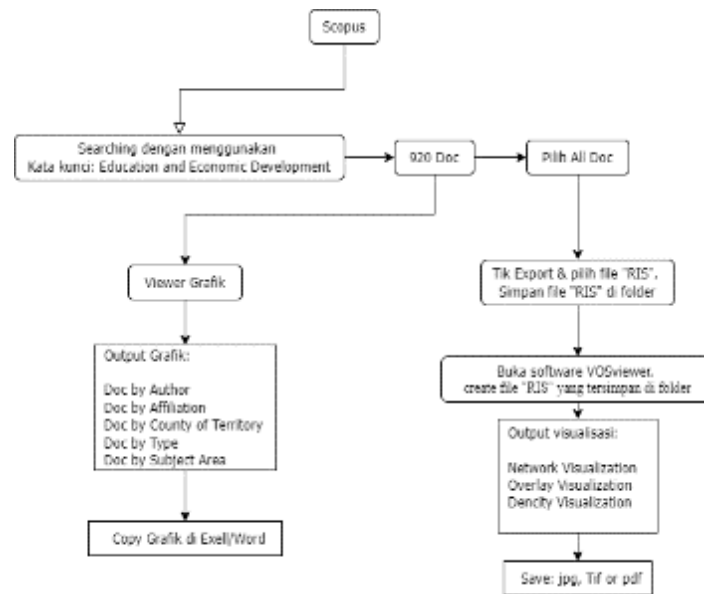 Scopus
Searching dengan menggunakan
Kata kunci: Education and Economic Development
920 Doc
Pilih All Doc
Viewer Grafik
Output Grafik:
Doc by Author
Doc by Affiliation
Doc by County of Territory
Doc by Type
Doc by Subject Area
Copy Grafik di Exell/Word
Tik Export & pilih file "RIS".
Simpan file "RIS" di folder
Buka software VOSviewer.
create file "RIS" yang tersimpan di folder
Output visualisasi:
Network Visualization
Overlay Visualization
Dencity Visualization
Save: jpg, Tif or pdf